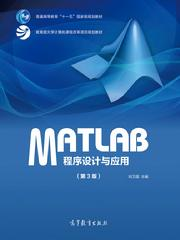 普通高等教育“十一五”国家级规划教材
教育部大学计算机课程改革项目规划教材
MATLAB
程序设计与应用
(第3版)
刘卫国 主编
高等教育出版社